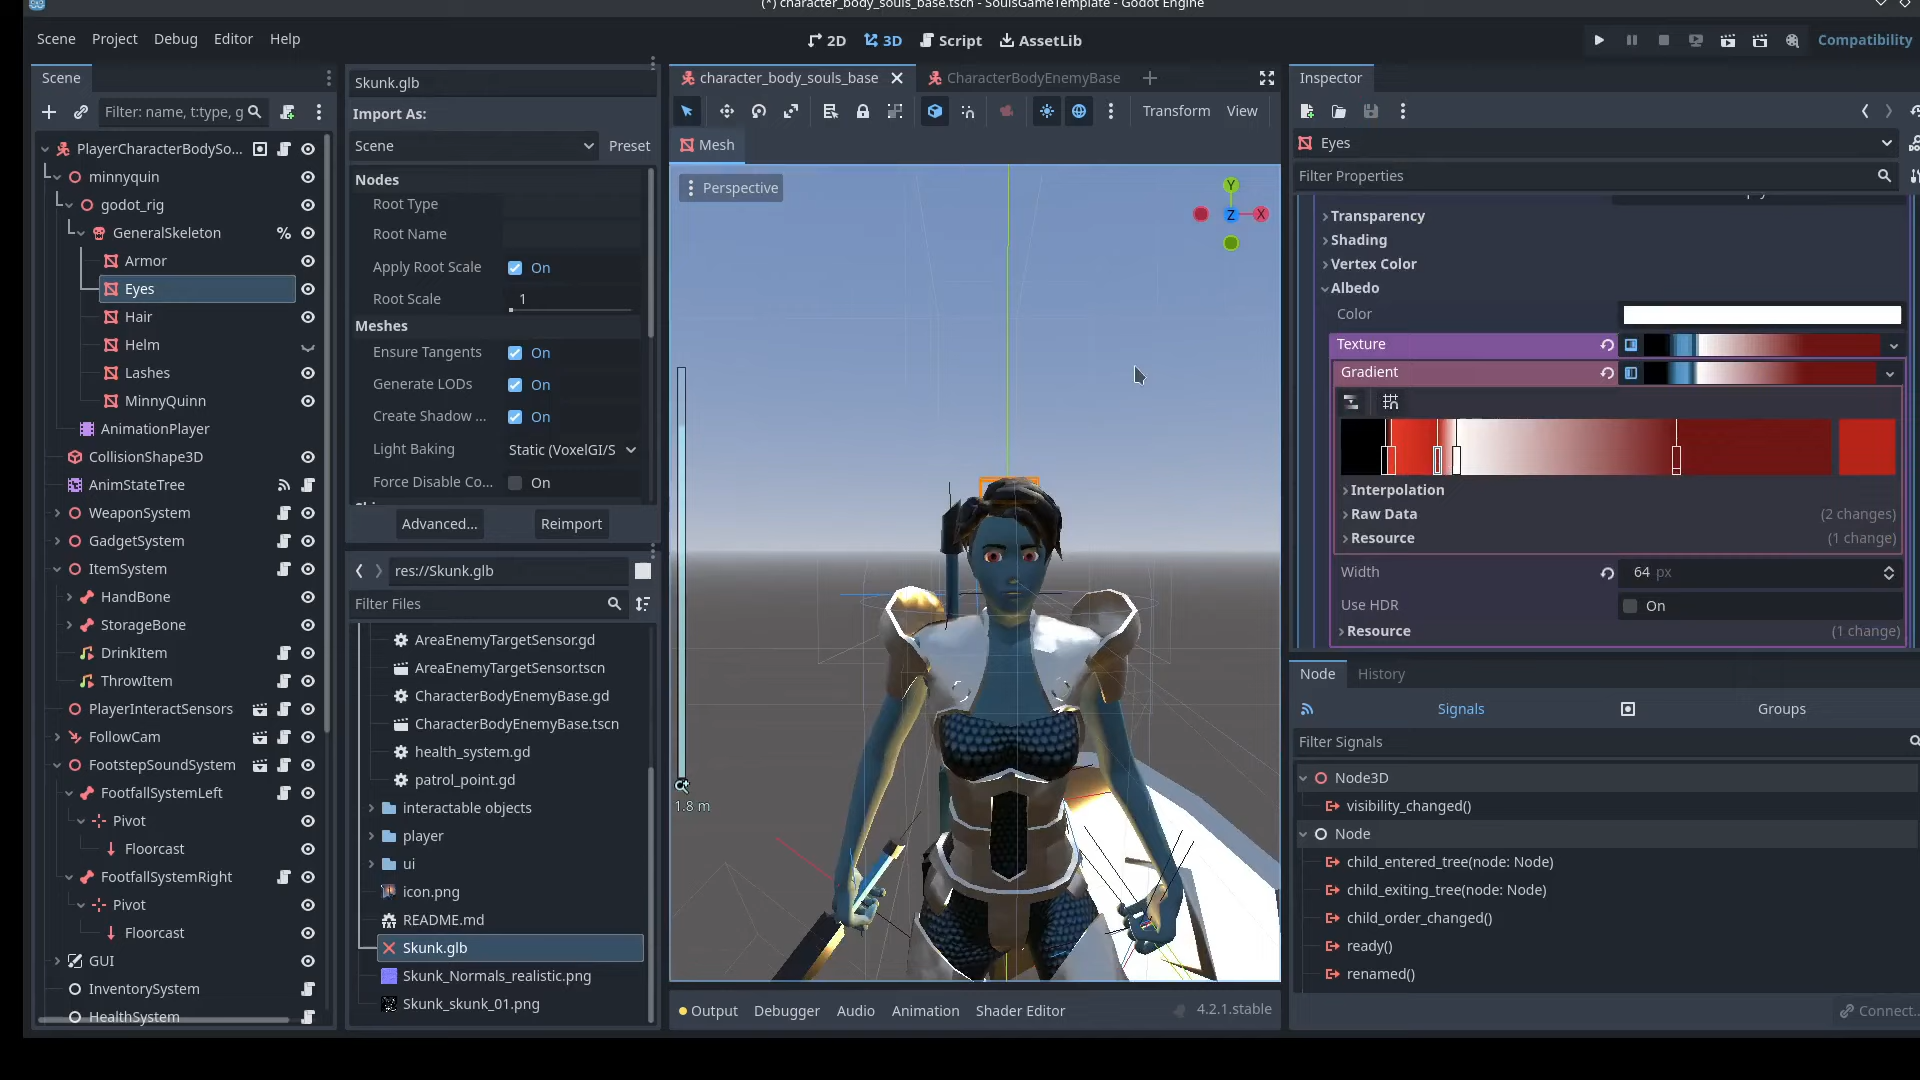 (*) character_body_souls_base.tscn - SoulsGameTemplate - Godot Engine
Scene Project Debug Editor Help
2D 3D Script AssetLib
Compatibility
Scene
Filter: name, t:type, g
PlayerCharacterBodySo...
minnyquin
godot_rig
GeneralSkeleton %
Armor
Eyes
Hair
Helm
Lashes
MinnyQuinn
AnimationPlayer
CollisionShape3D
AnimStateTree
WeaponSystem
GadgetSystem
ItemSystem
HandBone
StorageBone
DrinkItem
ThrowItem
PlayerInteractSensors
FollowCam
FootstepSoundSystem
FootfallSystemLeft
Pivot
Floorcast
FootfallSystemRight
Pivot
Floorcast
GUI
InventorySystem
HealthSystem
Skunk.glb
Import As:
Scene Preset
Nodes
Root Type
Root Name
Apply Root Scale On
Root Scale 1
Meshes
Ensure Tangents On
Generate LODs On
Create Shadow ... On
Light Baking Static (VoxelGI/S
Force Disable Co... On
Advanced... Reimport
res://Skunk.glb
Filter Files
AreaEnemyTargetSensor.gd
AreaEnemyTargetSensor.tscn
CharacterBodyEnemyBase.gd
CharacterBodyEnemyBase.tscn
health_system.gd
patrol_point.gd
interactable objects
player
ui
icon.png
README.md
Skunk.glb
Skunk_Normals_realistic.png
Skunk_skunk_01.png
character_body_souls_base CharacterBodyEnemyBase
Transform View
Mesh
Perspective
Y
Z X
1.8 m
Output Debugger Audio Animation Shader Editor 4.2.1.stable
Inspector
Eyes
Filter Properties
Transparency
Shading
Vertex Color
Albedo
Color
Texture
Gradient
Interpolation
Raw Data (2 changes)
Resource (1 change)
Width 64 px
Use HDR On
Resource (1 change)
Node History
Signals Groups
Filter Signals
Node3D
visibility_changed()
Node
child_entered_tree(node: Node)
child_exiting_tree(node: Node)
child_order_changed()
ready()
renamed()
Connect...